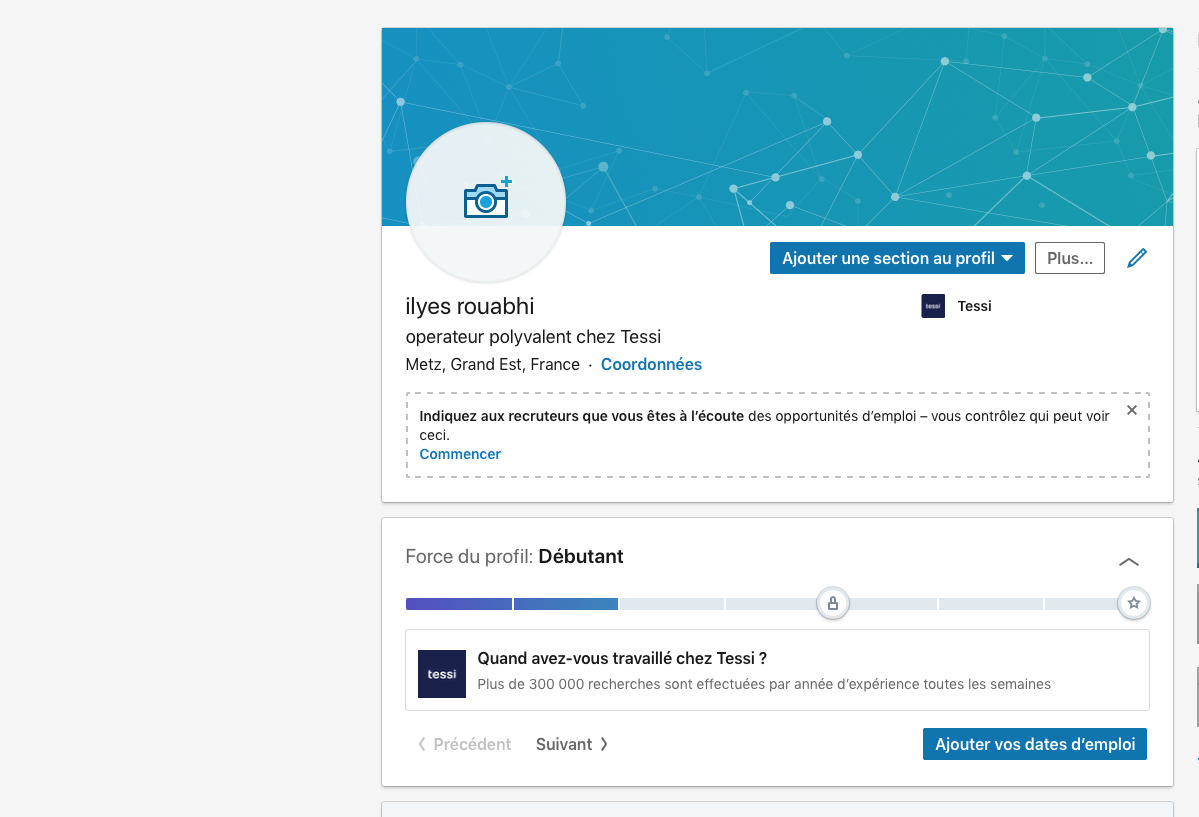 Ajouter une section au profil
Plus...
ilyes rouabhi
tessi
Tessi
operateur polyvalent chez Tessi
Metz, Grand Est, France · Coordonnées
Indiquez aux recruteurs que vous êtes à l’écoute des opportunités d’emploi – vous contrôlez qui peut voir
ceci.
Commencer
Force du profil: Débutant
tessi
Quand avez-vous travaillé chez Tessi ?
Plus de 300 000 recherches sont effectuées par année d’expérience toutes les semaines
Précédent
Suivant
Ajouter vos dates d’emploi